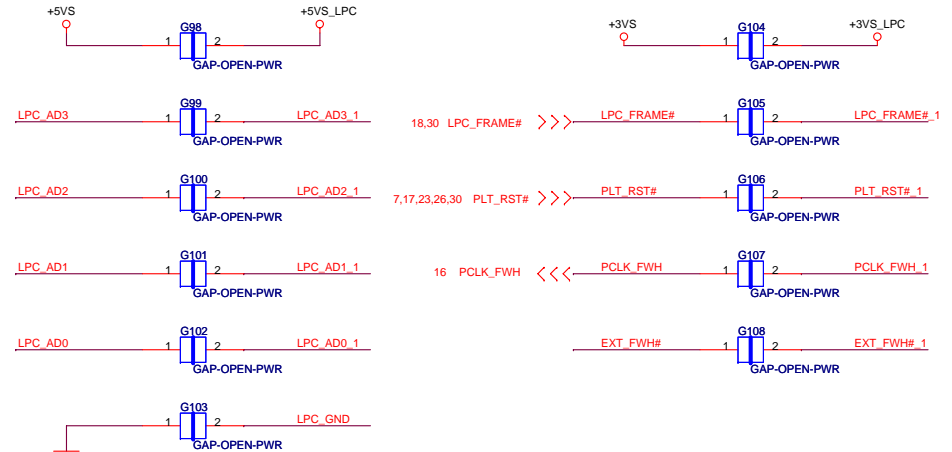 +5VS +5VS_LPC
G98
1 2
GAP-OPEN-PWR
G99
LPC_AD3 1 2 LPC_AD3_1
GAP-OPEN-PWR
G100
LPC_AD2 1 2 LPC_AD2_1
GAP-OPEN-PWR
G101
LPC_AD1 1 2 LPC_AD1_1
GAP-OPEN-PWR
G102
LPC_AD0 1 2 LPC_AD0_1
GAP-OPEN-PWR
G103
1 2 LPC_GND
GAP-OPEN-PWR
+3VS +3VS_LPC
G104
1 2
GAP-OPEN-PWR
G105
18,30 LPC_FRAME# LPC_FRAME# 1 2 LPC_FRAME#_1
GAP-OPEN-PWR
G106
7,17,23,26,30 PLT_RST# PLT_RST# 1 2 PLT_RST#_1
GAP-OPEN-PWR
G107
16 PCLK_FWH PCLK_FWH 1 2 PCLK_FWH_1
GAP-OPEN-PWR
G108
EXT_FWH# 1 2 EXT_FWH#_1
GAP-OPEN-PWR